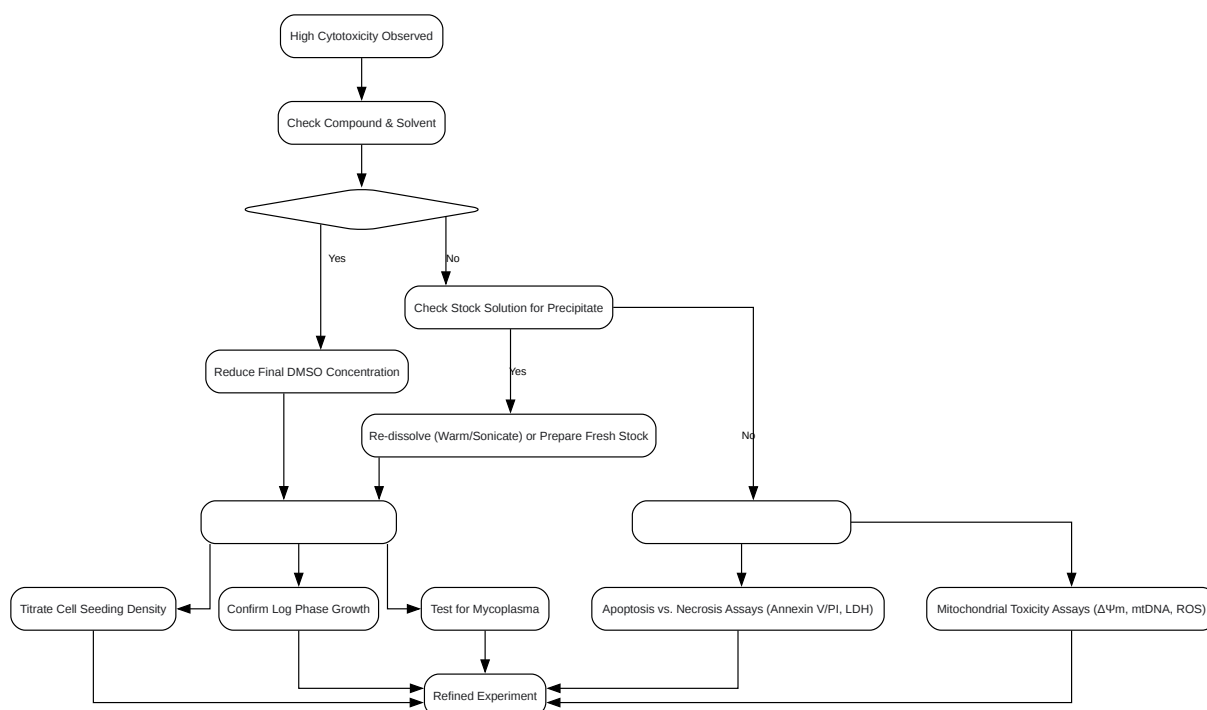 High Cytotoxicity Observed
Check Compound & Solvent
Yes
No
Check Stock Solution for Precipitate
Reduce Final DMSO Concentration
Yes
Re-dissolve (Warm/Sonicate) or Prepare Fresh Stock
No
Titrate Cell Seeding Density
Confirm Log Phase Growth
Test for Mycoplasma
Apoptosis vs. Necrosis Assays (Annexin V/PI, LDH)
Mitochondrial Toxicity Assays (ΔΨm, mtDNA, ROS)
Refined Experiment